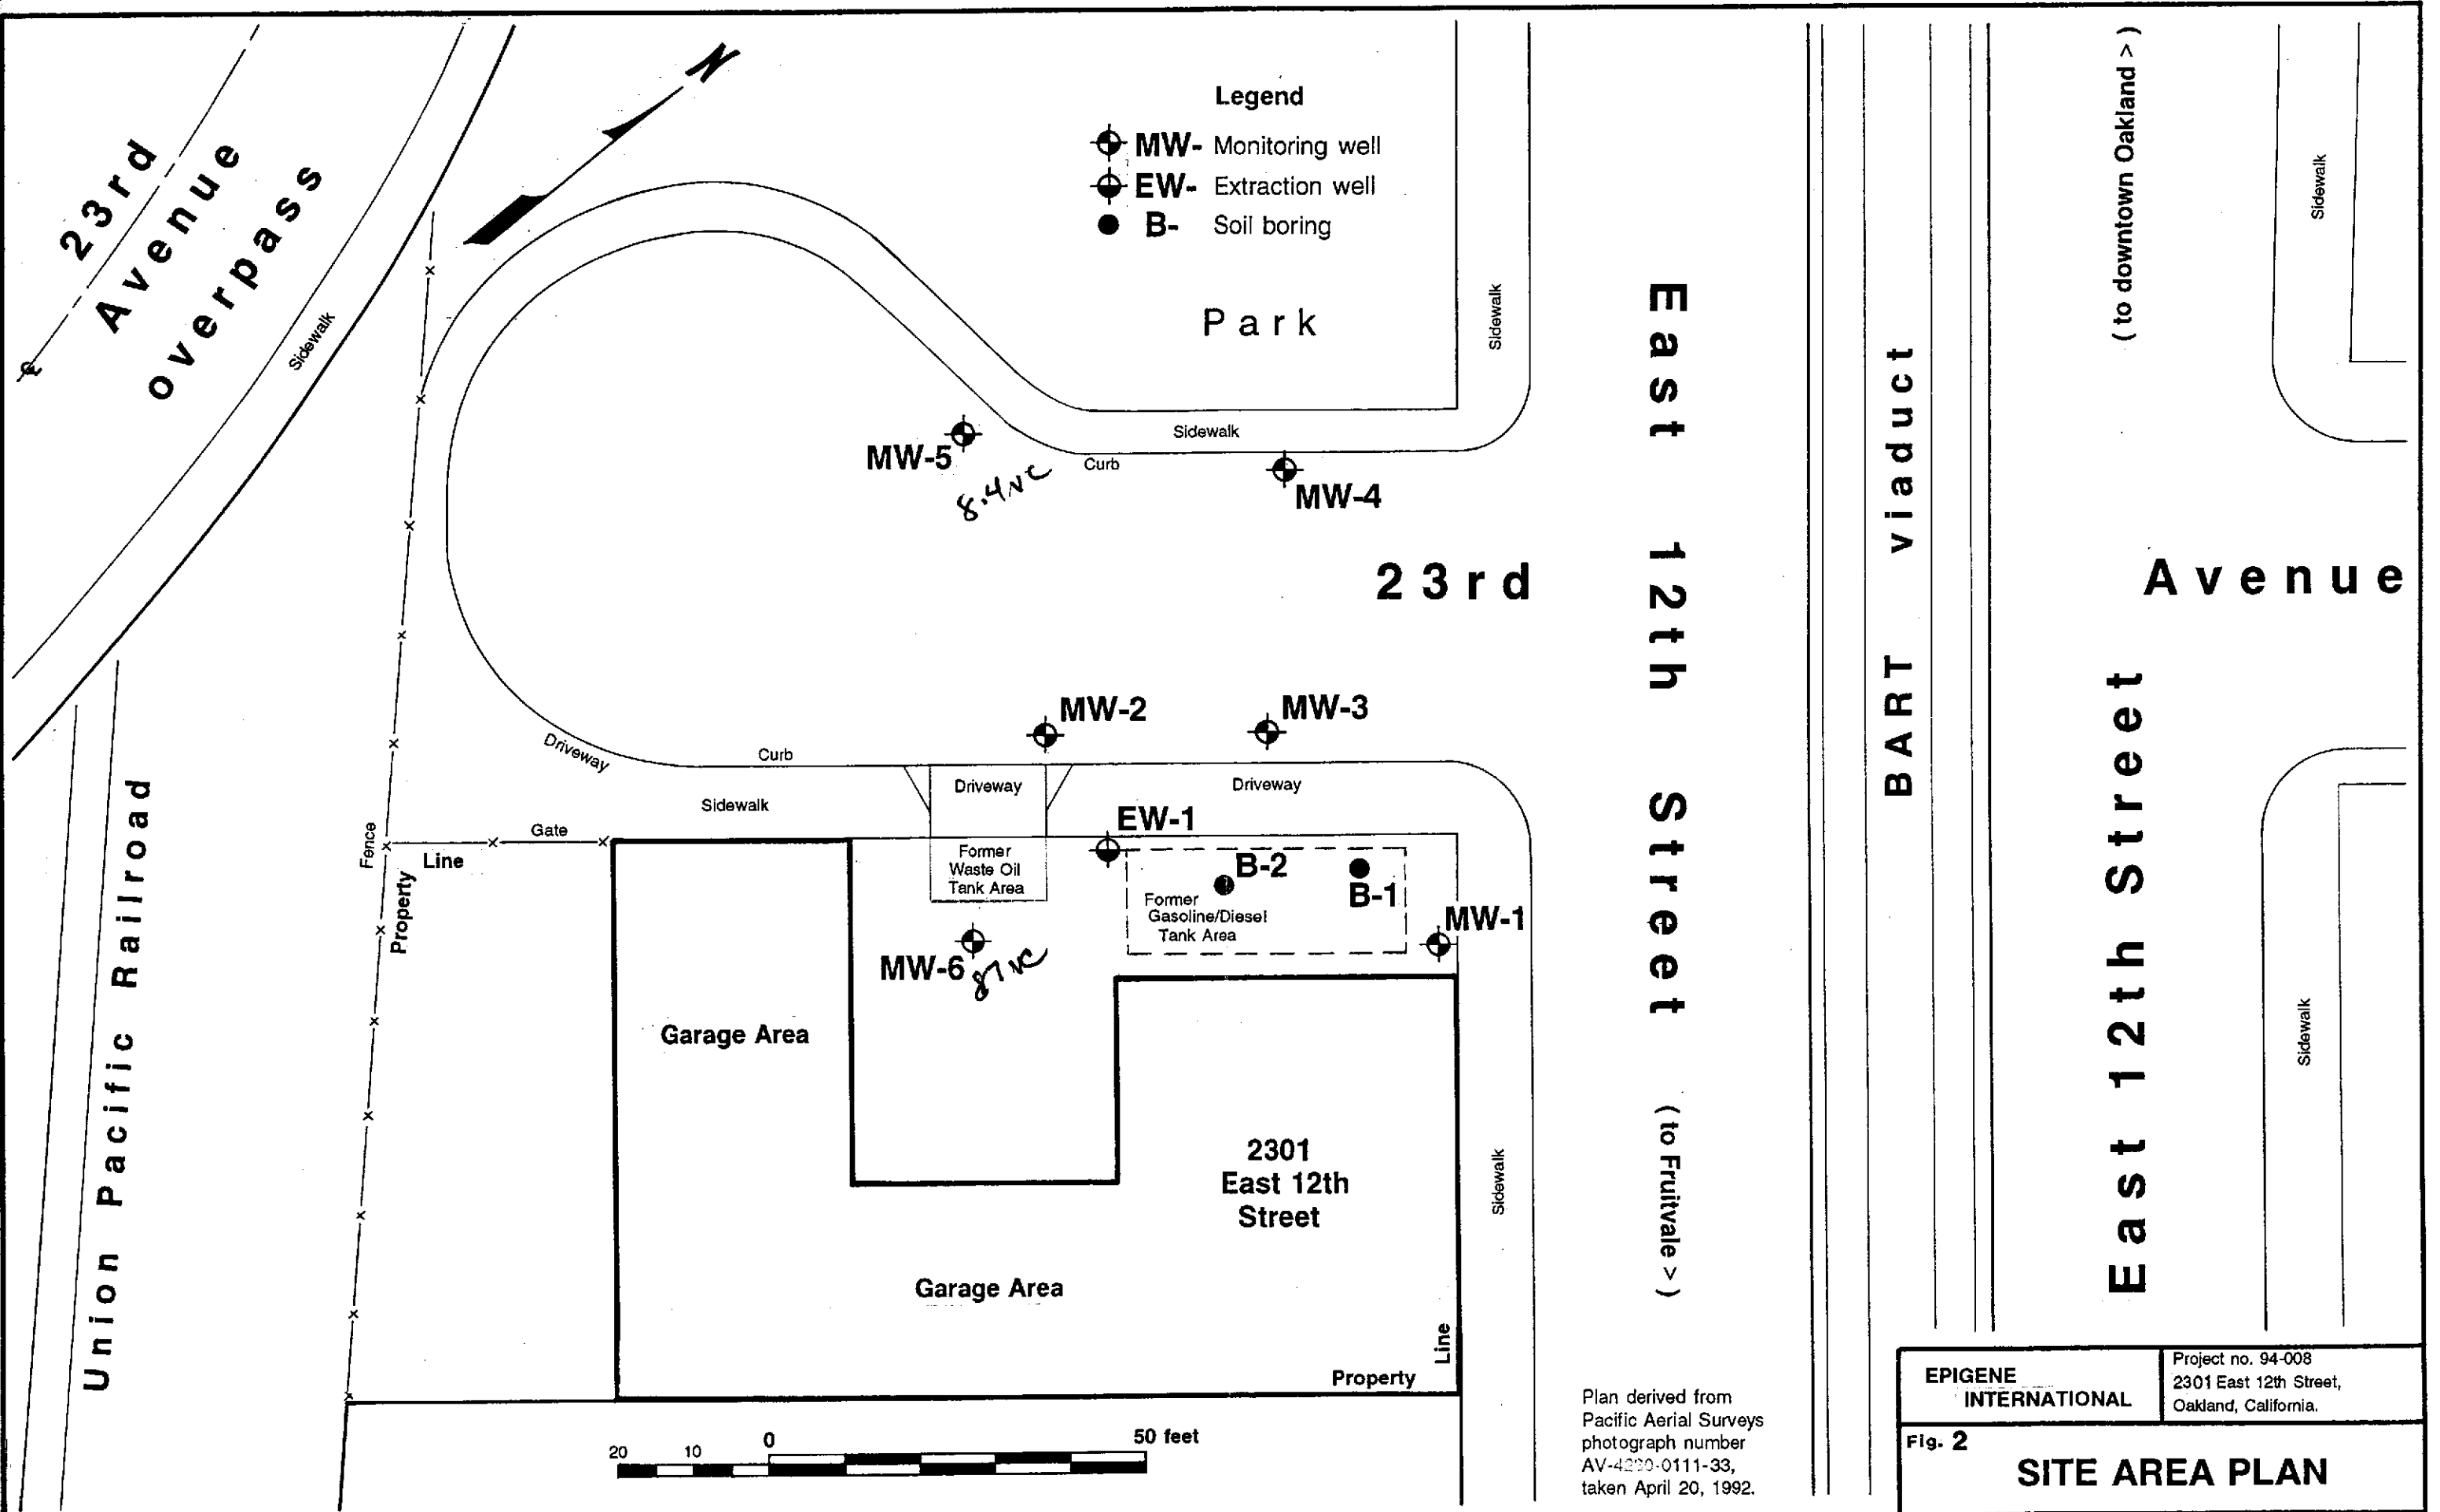 23rd
Avenue
overpass
Sidewalk
N
Legend
MW- Monitoring well
EW- Extraction well
B- Soil boring
Park
Sidewalk
East 12th Street
(to Fruitvale >)
BART viaduct
(to downtown Oakland >)
East 12th Street
Sidewalk
23rd
Avenue
Sidewalk
Curb
MW-5
8.4 VC
MW-4
MW-2
MW-3
Driveway
Curb
Driveway
Driveway
Sidewalk
EW-1
Gate
Fence
Line
Property
Former
Waste Oil
Tank Area
B-2
B-1
Former
Gasoline/Diesel
Tank Area
MW-1
MW-6
87 VC
Union Pacific Railroad
Garage Area
2301
East 12th
Street
Garage Area
Sidewalk
Sidewalk
Line
Property
20 10 0 50 feet
Plan derived from
Pacific Aerial Surveys
photograph number
taken April 20, 1992.
EPIGENE
INTERNATIONAL
Project no. 94-008
2301 East 12th Street,
Oakland, California.
Fig. 2
SITE AREA PLAN